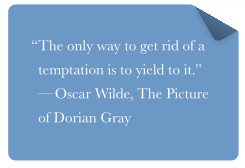 “The only way to get rid of a
temptation is to yield to it.”
—Oscar Wilde, The Picture
of Dorian Gray